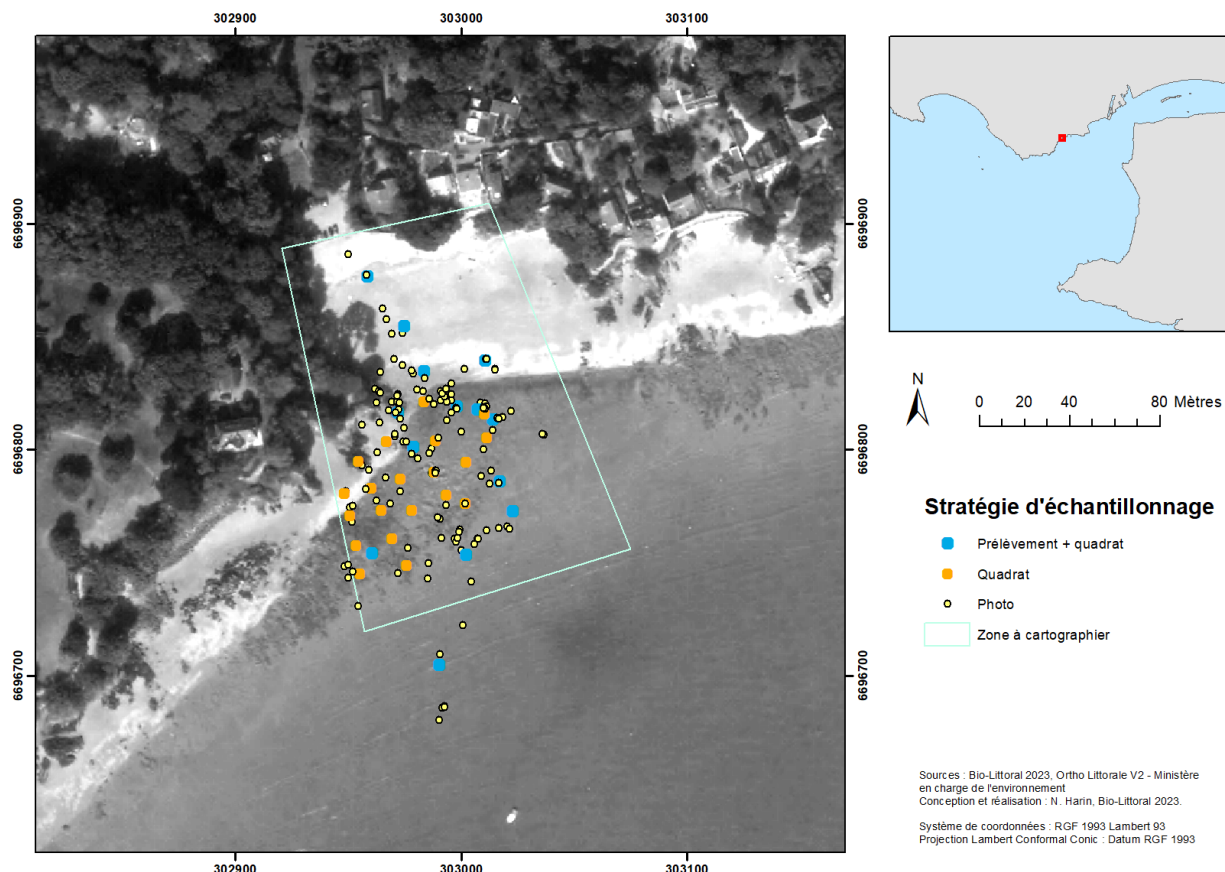 302900
303000
303100
6696900
6696900
6698800
6698800
6696700
6696700
302900
303000
303100
N
0 20 40 80 Mètres
Stratégie d'échantillonnage
Prélèvement + quadrat
Quadrat
Photo
Zone à cartographier
Sources : Bio-Littoral 2023, Ortho Littorale V2 - Ministère
en charge de l'environnement
Conception et réalisation : N. Harin, Bio-Littoral 2023.
Système de coordonnées : RGF 1993 Lambert 93
Projection Lambert Conformal Conic : Datum RGF 1993